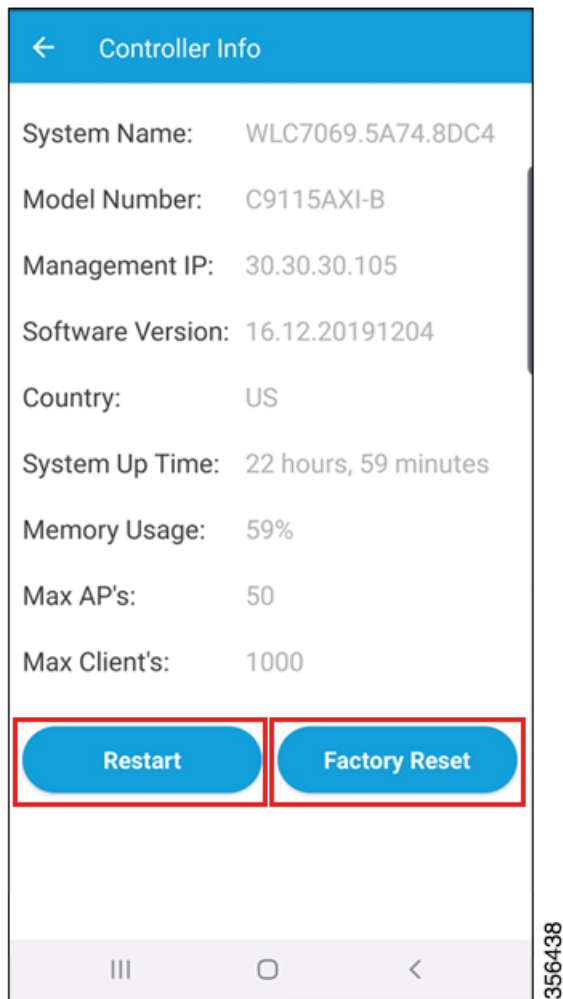 Controller Info
System Name: WLC7069.5A74.8DC4
Model Number: C9115AXI-B
Management IP: 30.30.30.105
Software Version: 16.12.20191204
Country: US
System Up Time: 22 hours, 59 minutes
Memory Usage: 59%
Max AP's: 50
Max Client's: 1000
Restart Factory Reset
356438